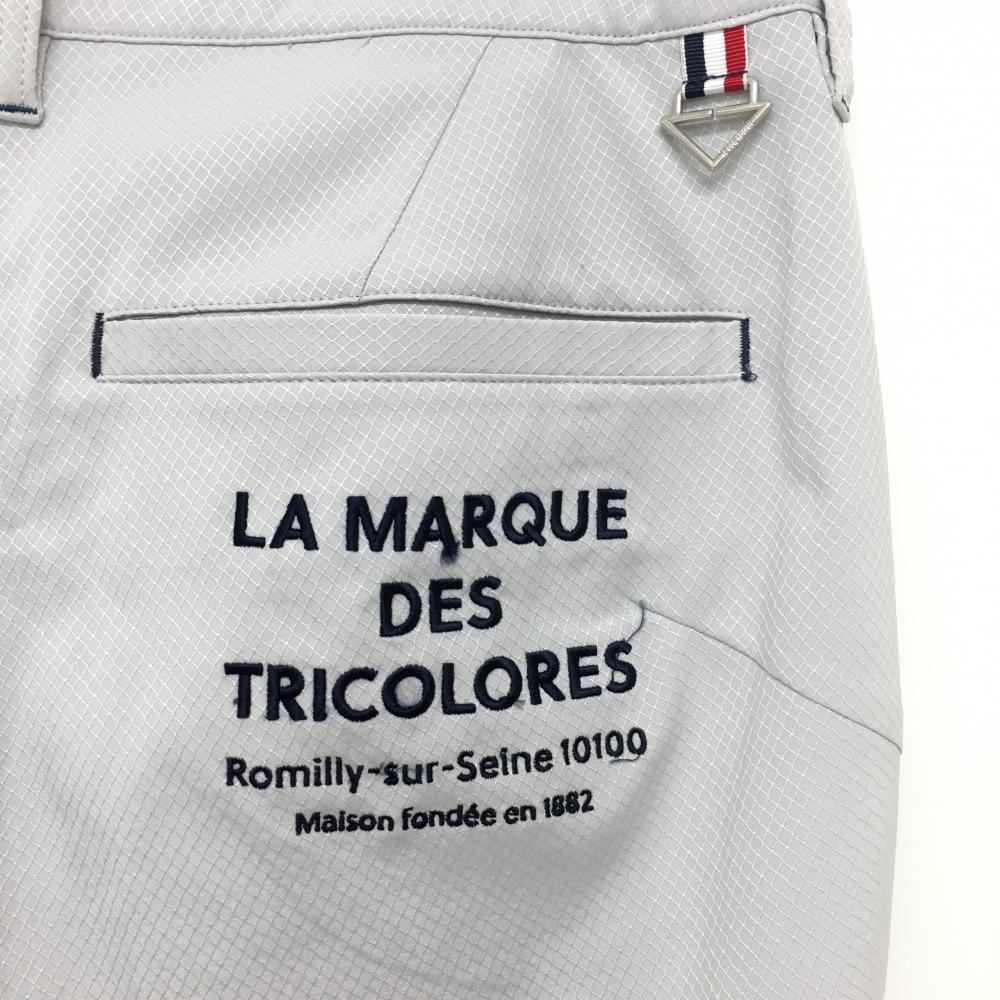 LA MARQUE
DES
TRICOLORES
Romilly-sur-Seine 10100
Maison fondée en 1882